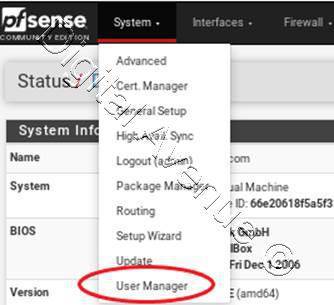 pfsense
COMMUNITY EDITION
System
Interfaces
Firewall
Status
System Info
Advanced
Cert. Manager
General Setup
High Avail. Sync
Logout (admin)
Package Manager
Routing
Setup Wizard
Update
User Manager
Name
.com
System
ual Machine
ID: 66e20618f5a5f3
BIOS
k GmbH
lBox
Fri Dec 1 2006
Version
E (amd64)
Digital Avenue ©